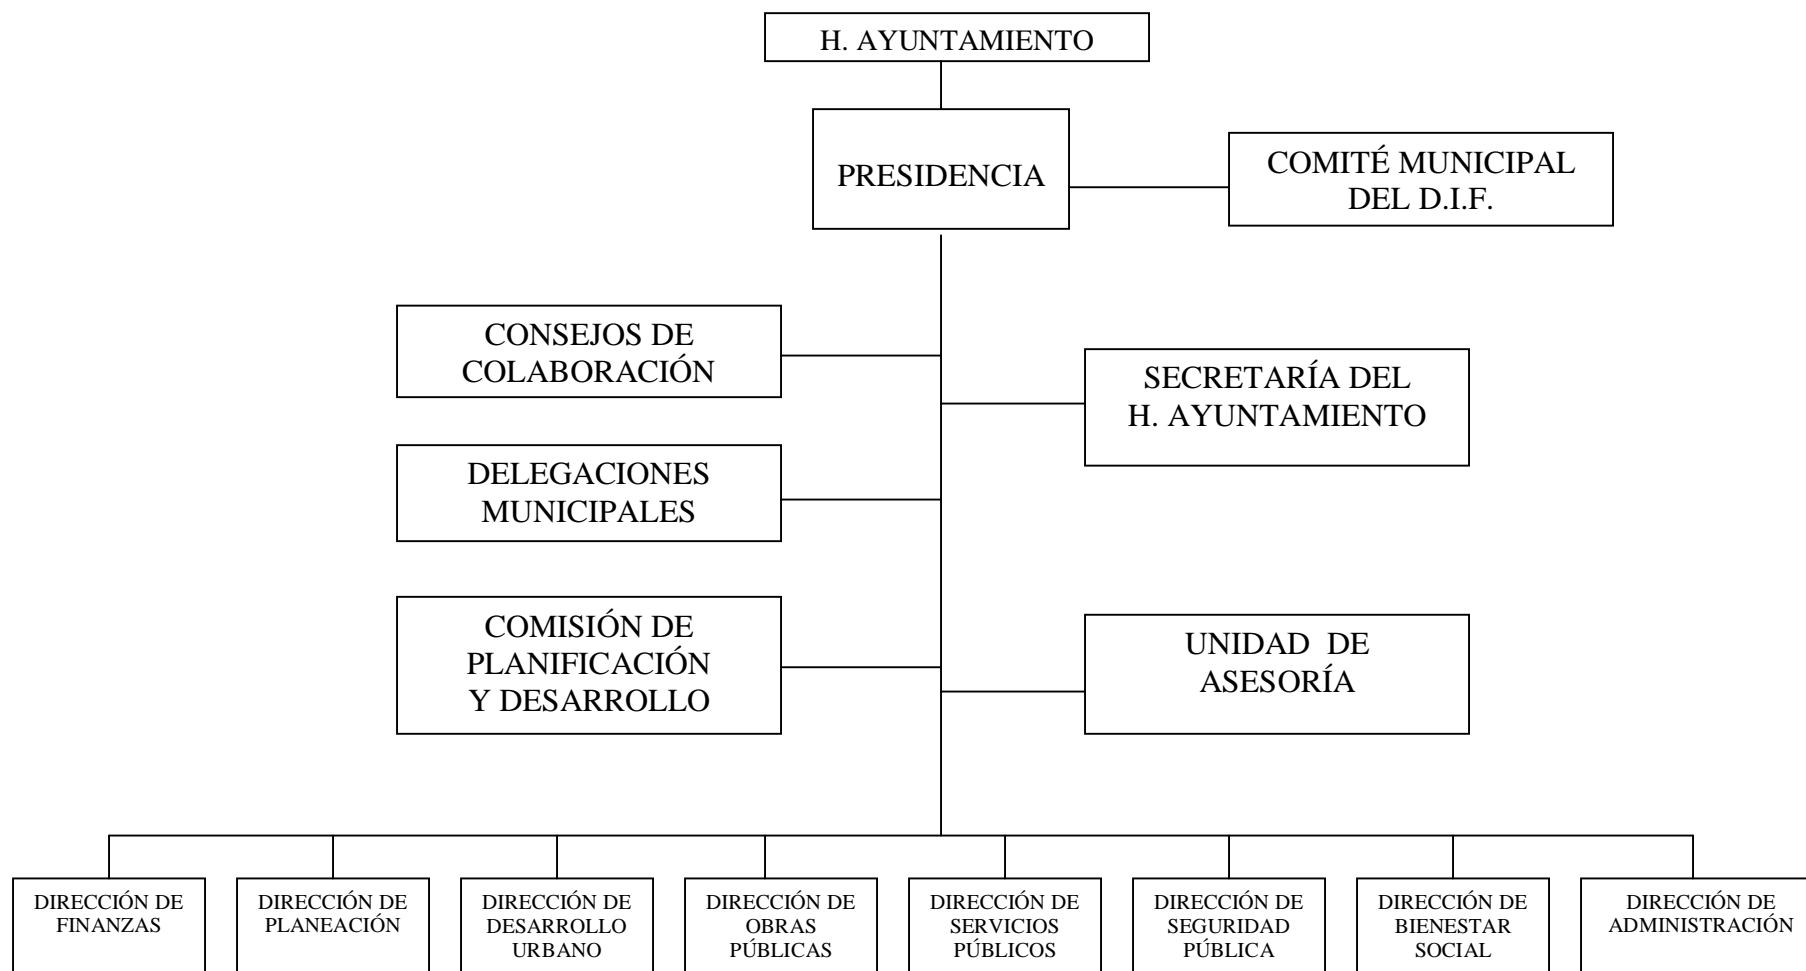 H. AYUNTAMIENTO
PRESIDENCIA
COMITÉ MUNICIPAL
DEL D.I.F.
CONSEJOS DE
COLABORACIÓN
SECRETARÍA DEL
H. AYUNTAMIENTO
DELEGACIONES
MUNICIPALES
COMISIÓN DE
PLANIFICACIÓN
Y DESARROLLO
UNIDAD DE
ASESORÍA
DIRECCIÓN DE
FINANZAS
DIRECCIÓN DE
PLANEACIÓN
DIRECCIÓN DE
DESARROLLO
URBANO
DIRECCIÓN DE
OBRAS
PÚBLICAS
DIRECCIÓN DE
SERVICIOS
PÚBLICOS
DIRECCIÓN DE
SEGURIDAD
PÚBLICA
DIRECCIÓN DE
BIENESTAR
SOCIAL
DIRECCIÓN DE
ADMINISTRACIÓN